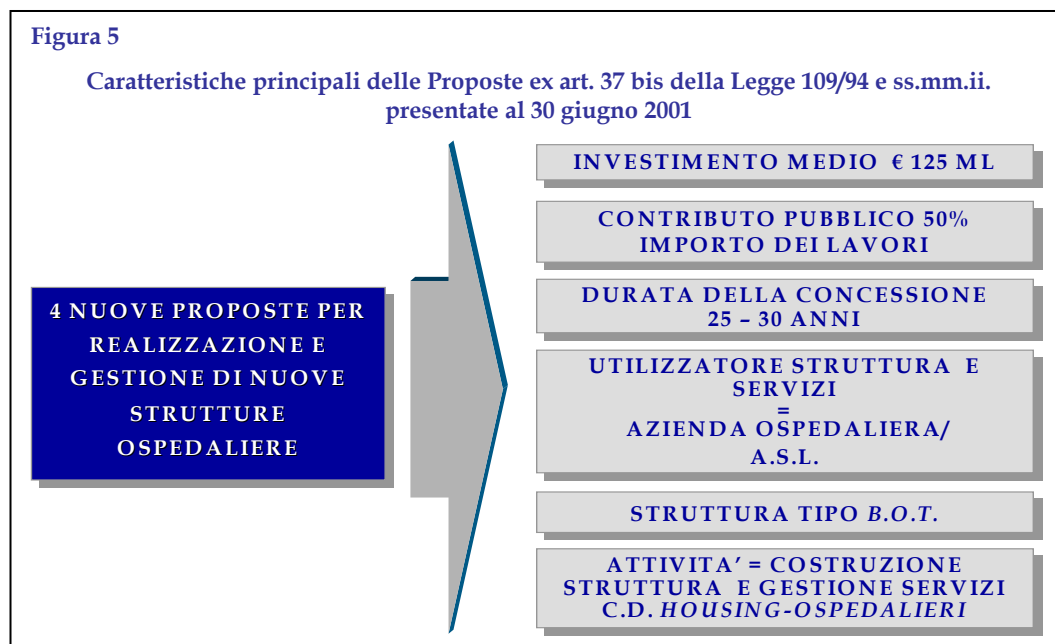 Figura 5
Caratteristiche principali delle Proposte ex art. 37 bis della Legge 109/94 e ss.mm.ii.
presentate al 30 giugno 2001
4 NUOVE PROPOSTE PER
REALIZZAZIONE E
GESTIONE DI NUOVE
STRUTTURE
OSPEDALIERE
INVESTIMENTO MEDIO € 125 ML
CONTRIBUTO PUBBLICO 50%
IMPORTO DEI LAVORI
DURATA DELLA CONCESSIONE
25 – 30 ANNI
UTILIZZATORE STRUTTURA E
SERVIZI
=
AZIENDA OSPEDALIERA/
A.S.L.
STRUTTURA TIPO B.O.T.
ATTIVITA’ = COSTRUZIONE
STRUTTURA E GESTIONE SERVIZI
C.D. HOUSING-OSPEDALIERI